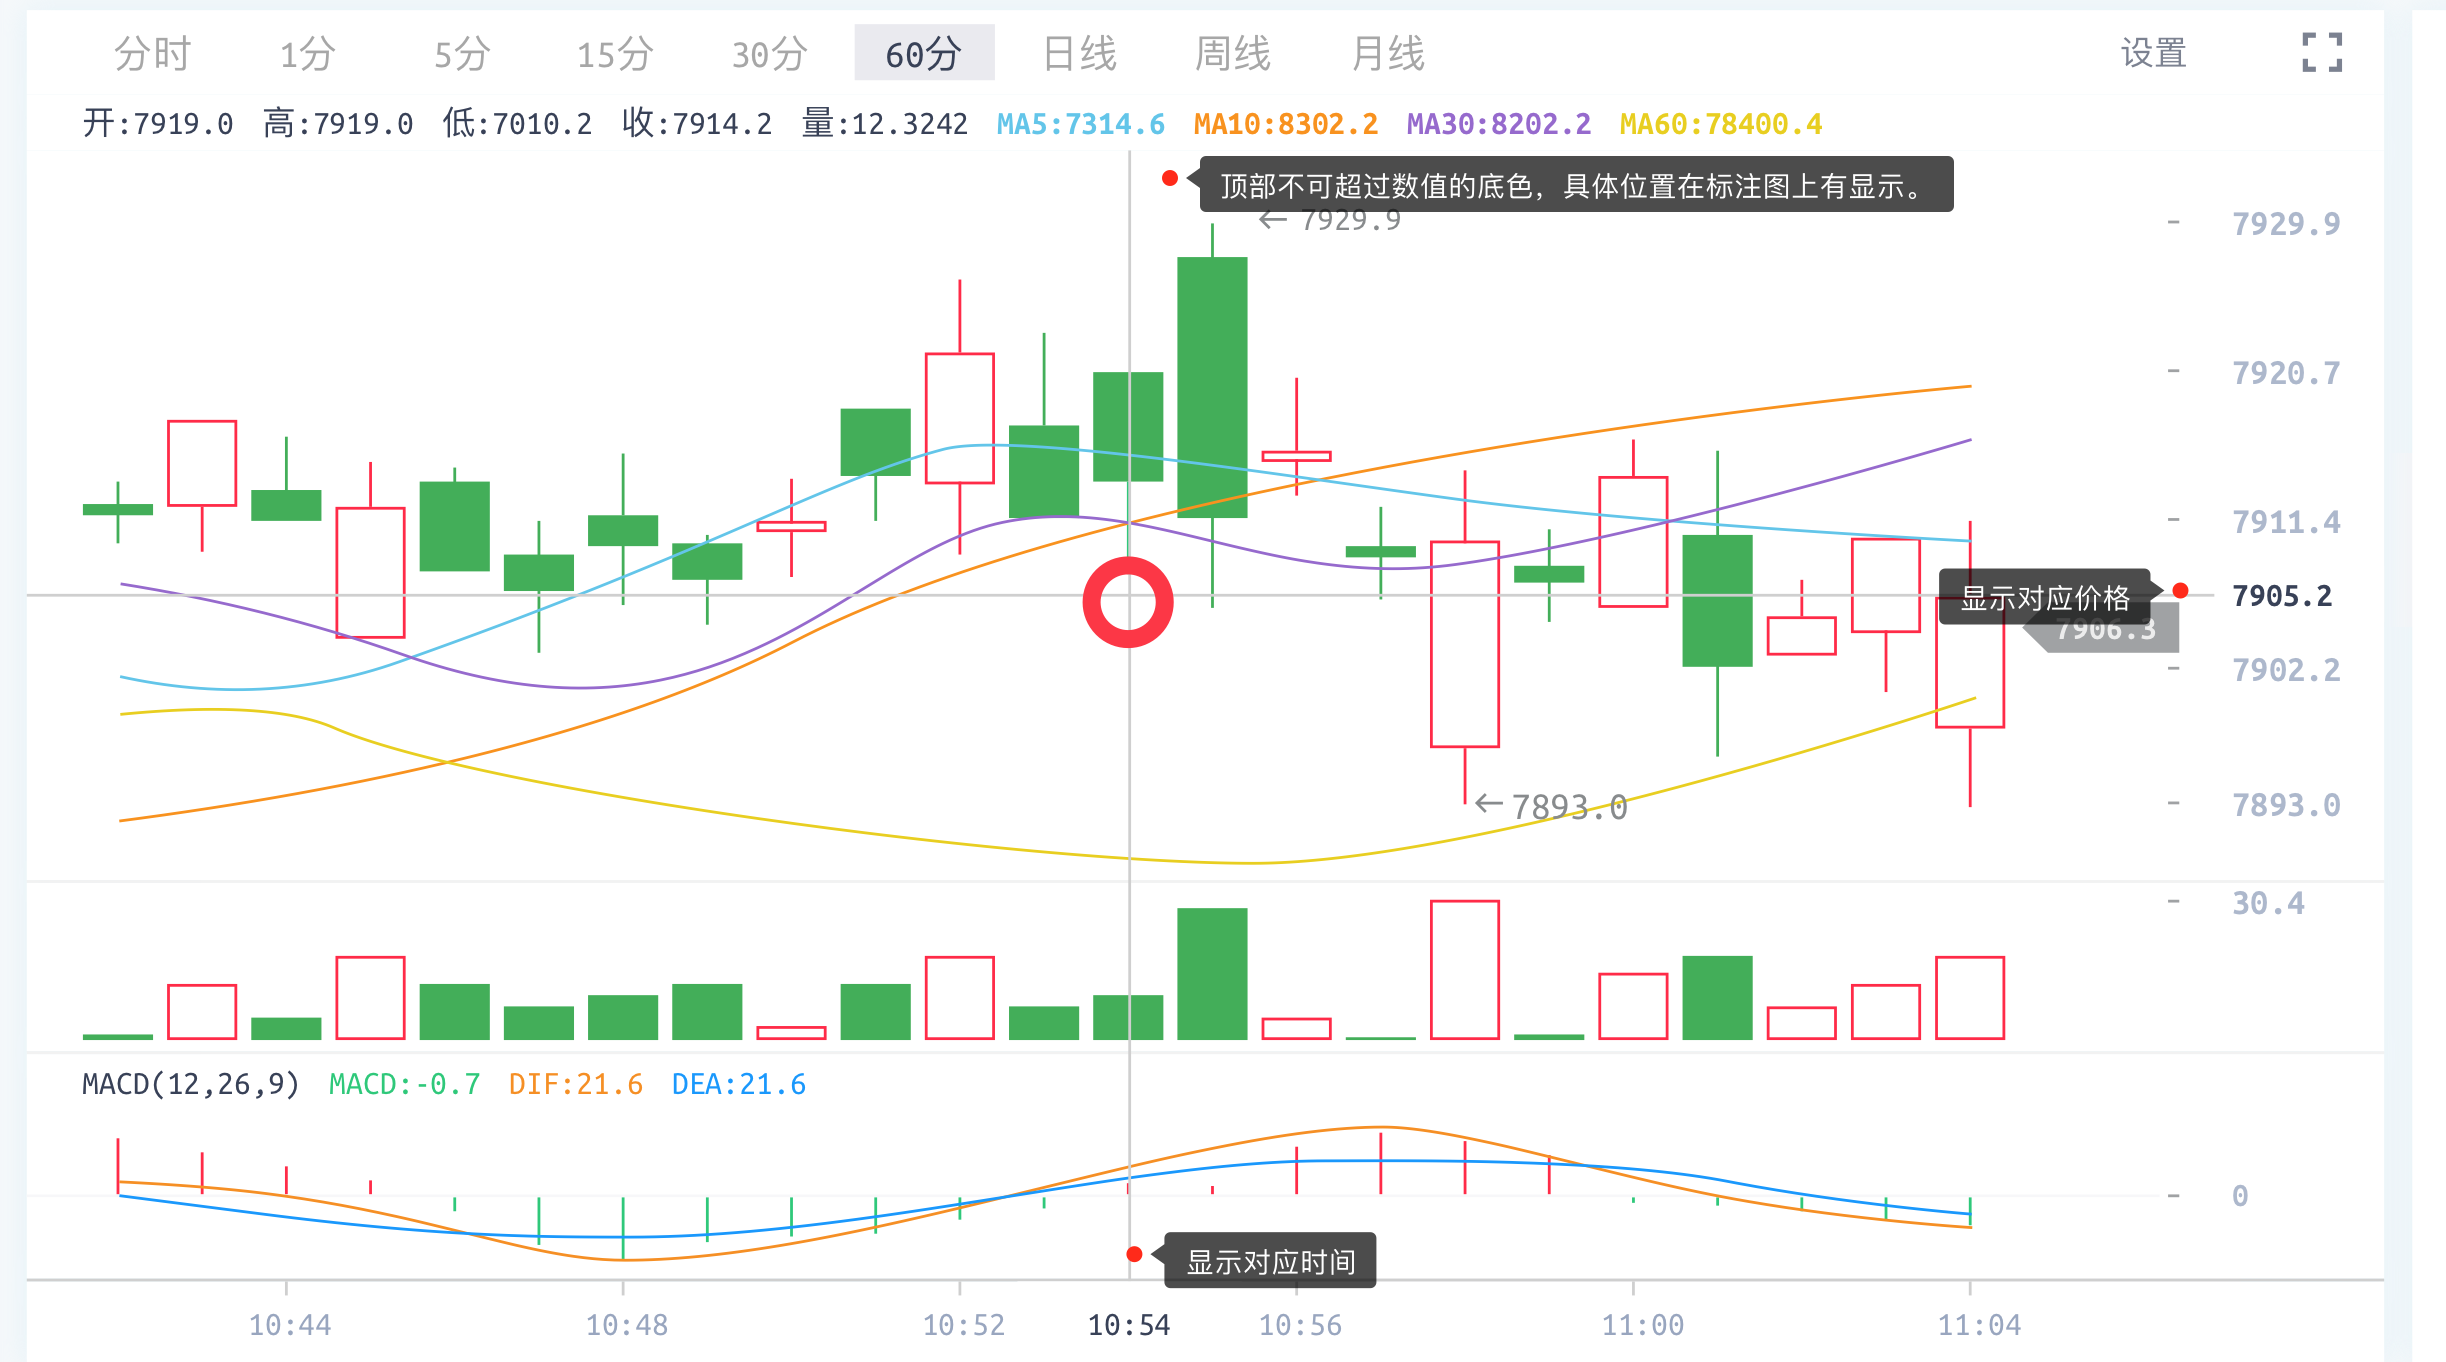 分时 1分 5分 15分 30分 60分 日线 周线 月线 设置
开:7919.0 高:7919.0 低:7010.2 收:7914.2 量:12.3242 MA5:7314.6 MA10:8302.2 MA30:8202.2 MA60:78400.4
顶部不可超过数值的底色，具体位置在标注图上有显示。
← 7929.9
7929.9
7920.7
7911.4
显示对应价格
7905.2
7906.3
7902.2
← 7893.0
7893.0
30.4
MACD(12,26,9) MACD:-0.7 DIF:21.6 DEA:21.6
0
显示对应时间
10:44 10:48 10:52 10:54 10:56 11:00 11:04